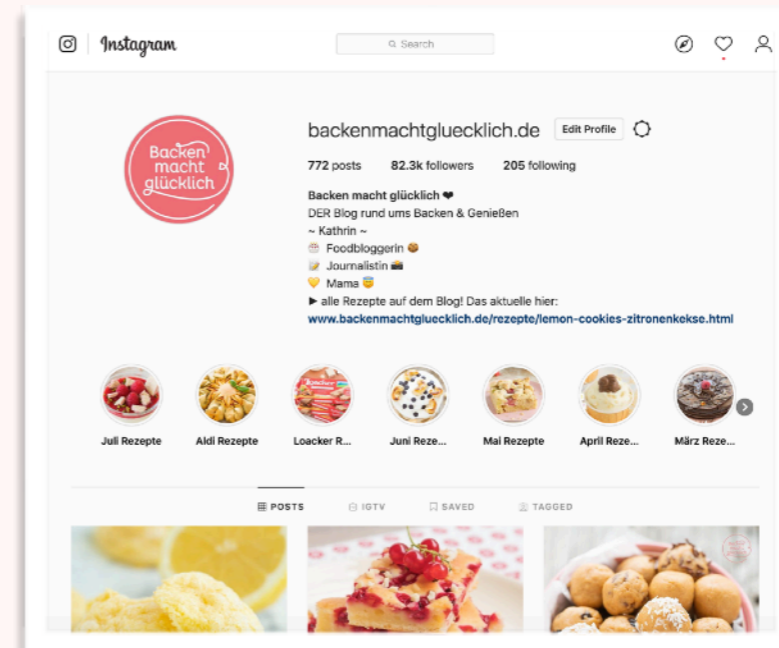 Instagram
Search
Backen
macht
glücklich
backenmachtgluecklich.de Edit Profile
772 posts 82.3k followers 205 following
Backen macht glücklich ❤
DER Blog rund ums Backen & Genießen
~ Kathrin ~
🎂 Foodbloggerin 🍪
📝 Journalistin 📸
💛 Mama 😇
► alle Rezepte auf dem Blog! Das aktuelle hier:
www.backenmachtgluecklich.de/rezepte/lemon-cookies-zitronenkekse.html
Loacker
Juli Rezepte Aldi Rezepte Loacker R... Juni Reze... Mai Rezepte April Reze... März Reze...
POSTS IGTV SAVED TAGGED